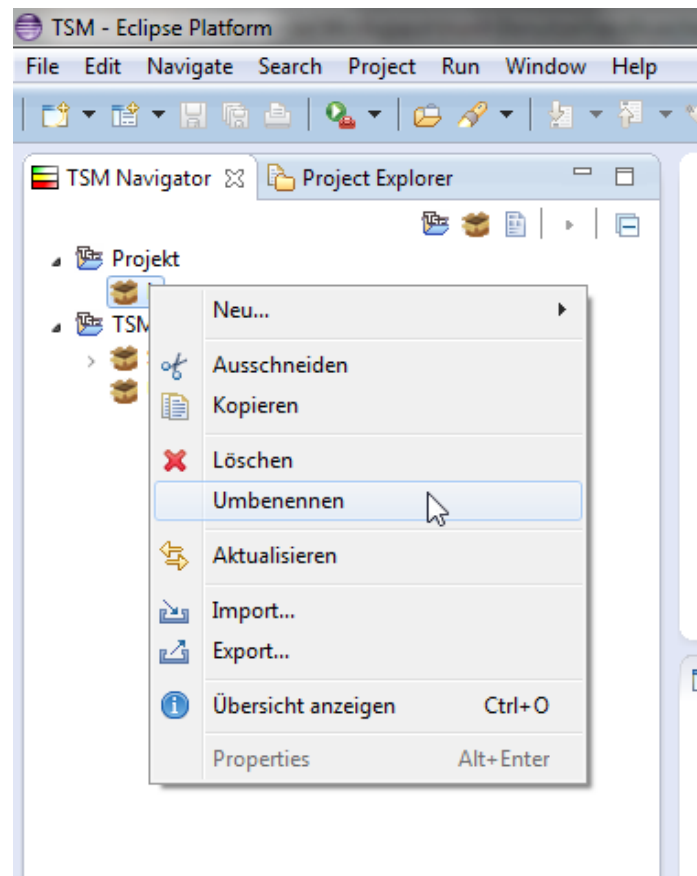 TSM - Eclipse Platform
File Edit Navigate Search Project Run Window Help
TSM Navigator Project Explorer
Projekt
TSM
Neu...
Ausschneiden
Kopieren
Löschen
Umbenennen
Aktualisieren
Import...
Export...
Übersicht anzeigen Ctrl+O
Properties Alt+Enter